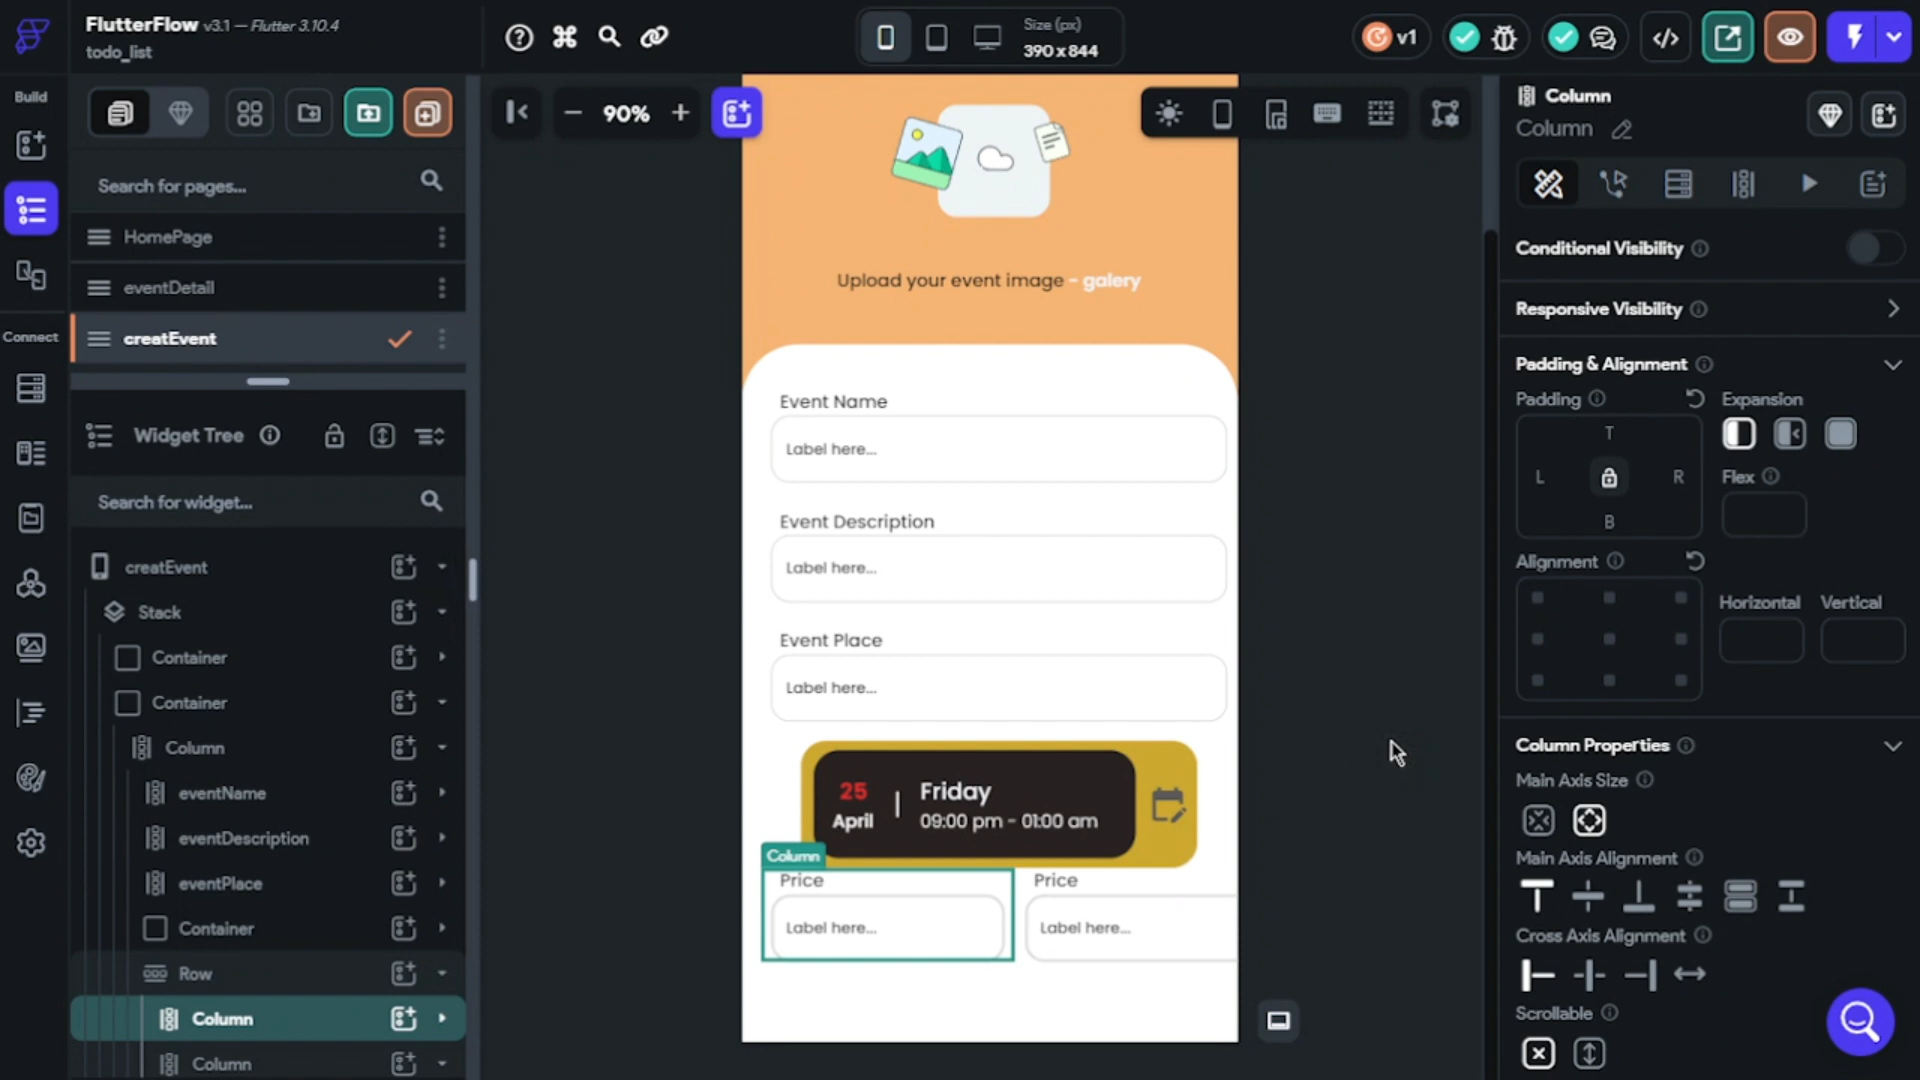 FlutterFlow v3.1 — Flutter 3.10.4
todo_list
Size (px)
390 x 844
v1
Build
Connect
Search for pages...
HomePage
eventDetail
creatEvent
Widget Tree
Search for widget...
creatEvent
Stack
Container
Container
Column
eventName
eventDescription
eventPlace
Container
Row
Column
Column
90%
Upload your event image - galery
Event Name
Label here...
Event Description
Label here...
Event Place
Label here...
25
April
|
Friday
09:00 pm - 01:00 am
Column
Price
Label here...
Price
Label here...
Column
Column
Conditional Visibility
Responsive Visibility
Padding & Alignment
Padding
Expansion
T
L
R
B
Flex
Alignment
Horizontal
Vertical
Column Properties
Main Axis Size
Main Axis Alignment
Cross Axis Alignment
Scrollable